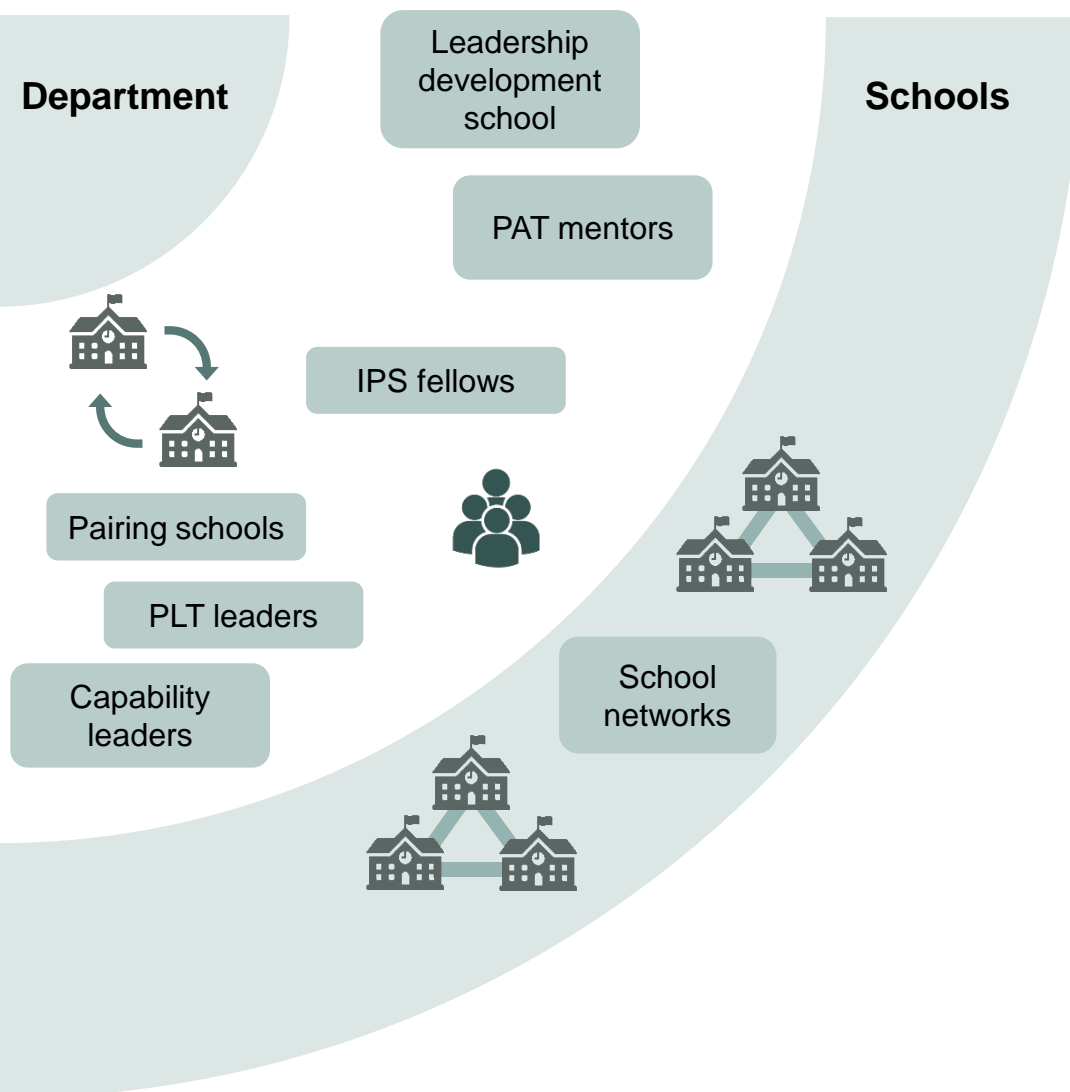 Department
Leadership
development
school
Schools
PAT mentors
IPS fellows
Pairing schools
PLT leaders
Capability
leaders
School
networks